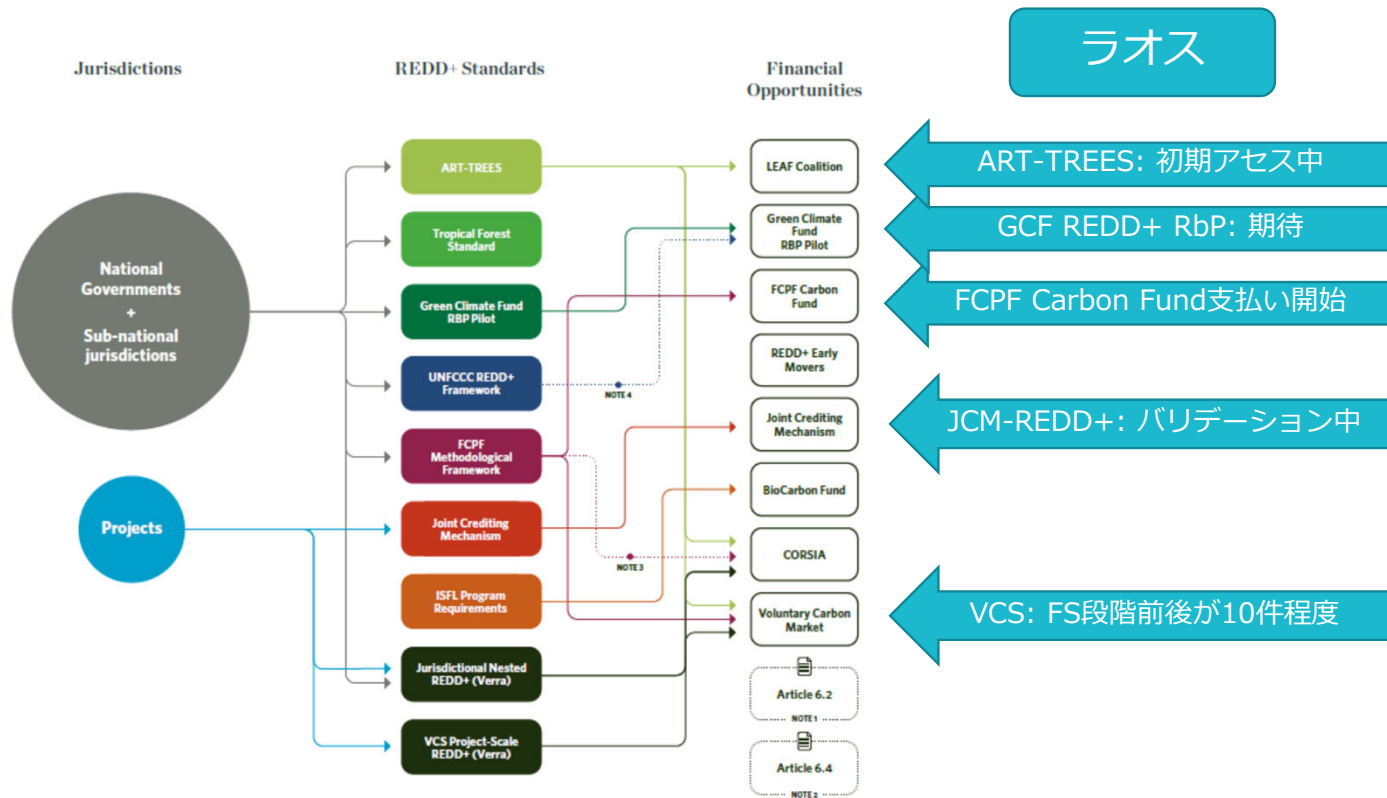 ラオス
Jurisdictions
REDD+ Standards
Financial
Opportunities
National
Governments
+
Sub-national
jurisdictions
Projects
ART-TREES
Tropical Forest
Standard
Green Climate Fund
RBP Pilot
UNFCCC REDD+
Framework
FCPF
Methodological
Framework
Joint Crediting
Mechanism
ISFL Program
Requirements
Jurisdictional Nested
REDD+ (Verra)
VCS Project-Scale
REDD+ (Verra)
NOTE 4
NOTE 3
LEAF Coalition
Green Climate
Fund
RBP Pilot
FCPF Carbon
Fund
REDD+ Early
Movers
Joint Crediting
Mechanism
BioCarbon Fund
CORSIA
Voluntary Carbon
Market
Article 6.2
NOTE 1
Article 6.4
NOTE 2
ART-TREES: 初期アセス中
GCF REDD+ RbP: 期待
FCPF Carbon Fund支払い開始
JCM-REDD+: バリデーション中
VCS: FS段階前後が10件程度